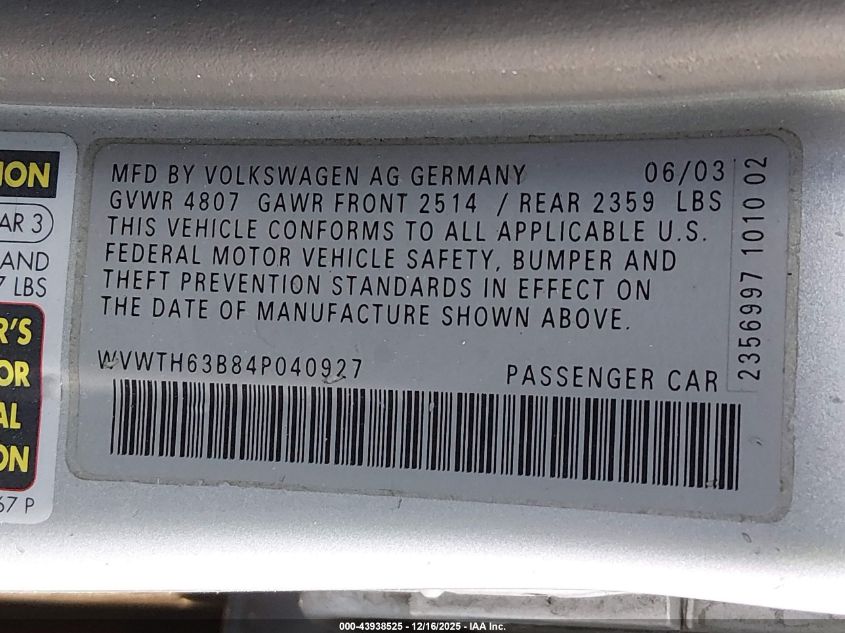 ION
AR 3
AND
7 LBS
R'S
OR
AL
ON
67 P
MFD BY VOLKSWAGEN AG GERMANY 06/03
GVWR 4807 GAWR FRONT 2514 / REAR 2359 LBS
THIS VEHICLE CONFORMS TO ALL APPLICABLE U.S.
FEDERAL MOTOR VEHICLE SAFETY, BUMPER AND
THEFT PREVENTION STANDARDS IN EFFECT ON
THE DATE OF MANUFACTURE SHOWN ABOVE.
WVWTH63B84P040927 PASSENGER CAR
2356997 1010 02
000-43938525 - 12/16/2025 - IAA Inc.